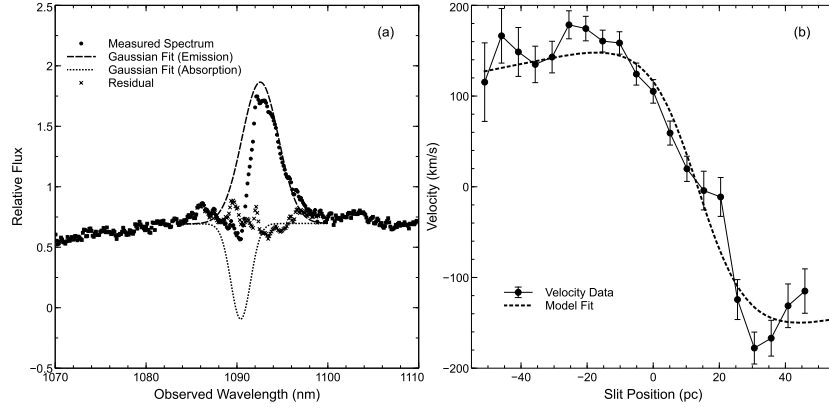 (a)
Measured Spectrum
Gaussian Fit (Emission)
Gaussian Fit (Absorption)
Residual
2.5
2
1.5
1
0.5
0
−0.5
1070
1080
1090
1100
1110
Relative Flux
Observed Wavelength (nm)
(b)
Velocity Data
Model Fit
200
100
0
−100
−200
−40
−20
0
20
40
Velocity (km/s)
Slit Position (pc)